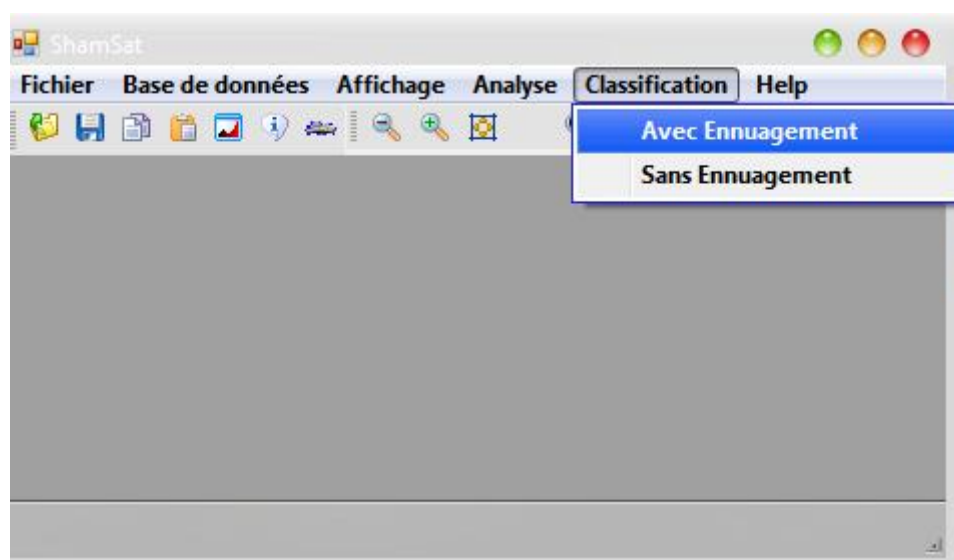 ShamSat
Fichier Base de données Affichage Analyse Classification Help
Avec Ennuagement
Sans Ennuagement